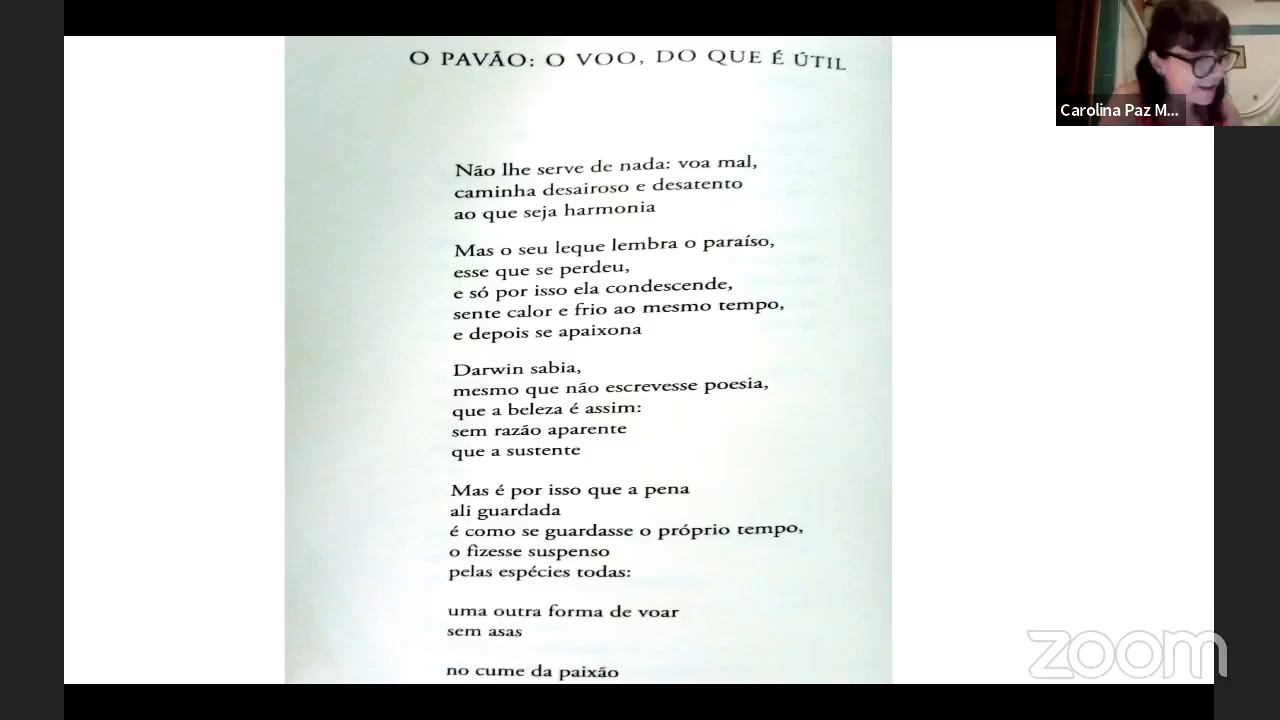 O PAVÃO: O VOO, DO QUE É ÚTIL
Não lhe serve de nada: voa mal,
caminha desairoso e desatento
ao que seja harmonia
Mas o seu leque lembra o paraíso,
esse que se perdeu,
e só por isso ela condescende,
sente calor e frio ao mesmo tempo,
e depois se apaixona
Darwin sabia,
mesmo que não escrevesse poesia,
que a beleza é assim:
sem razão aparente
que a sustente
Mas é por isso que a pena
ali guardada
é como se guardasse o próprio tempo,
o fizesse suspenso
pelas espécies todas:
uma outra forma de voar
sem asas
no cume da paixão
Carolina Paz M...
zoom